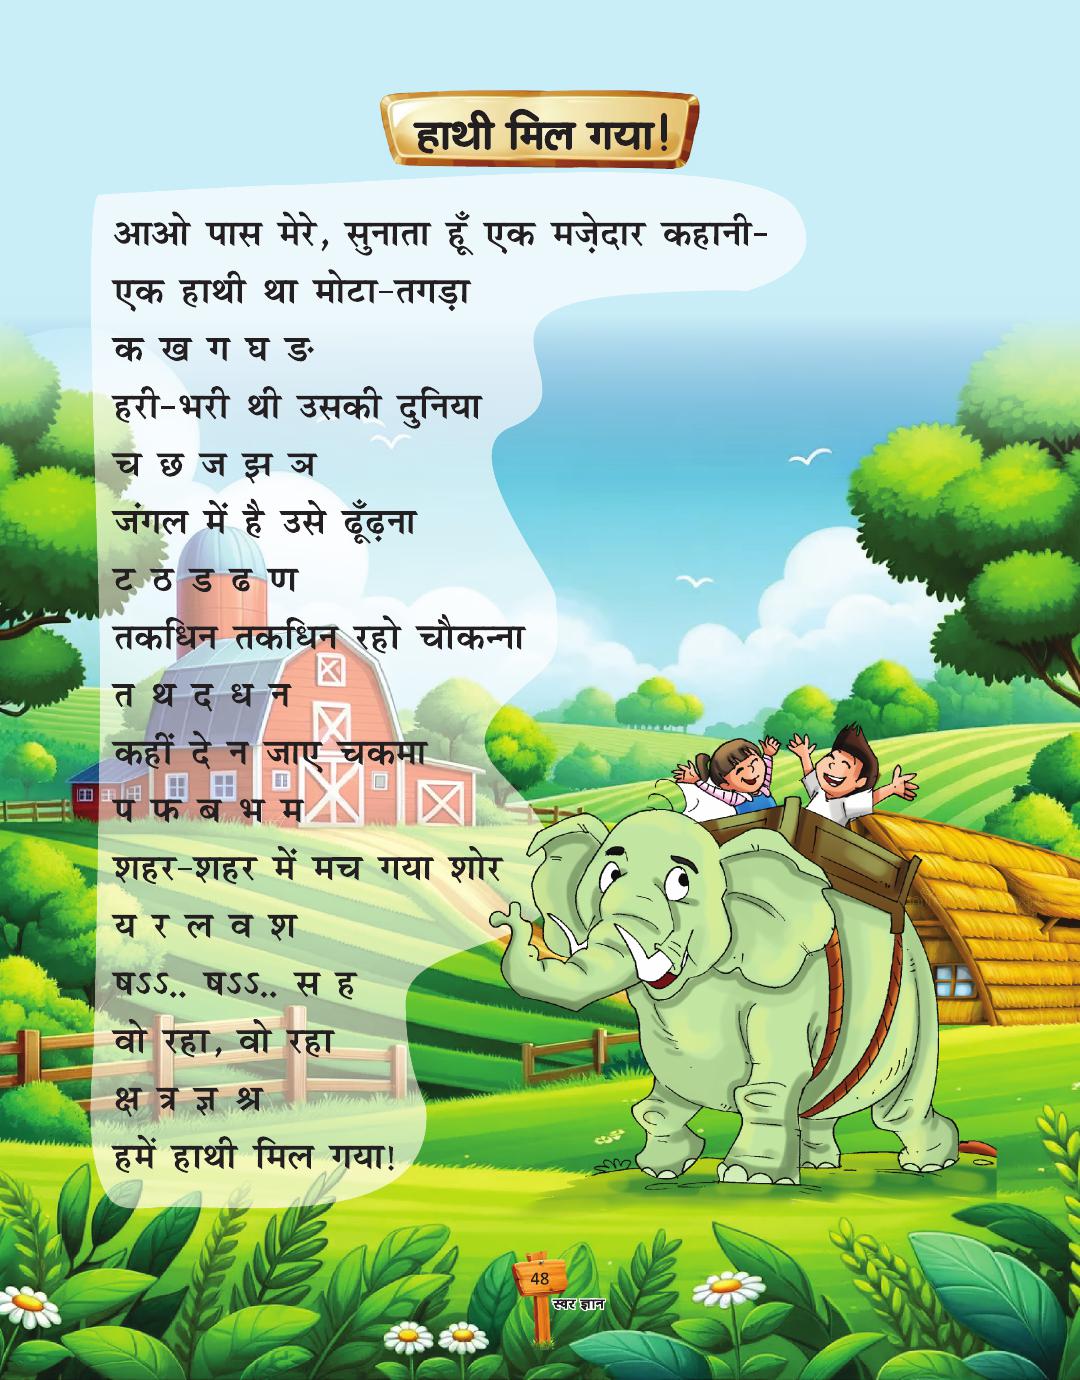 हाथी मिल गया!
आओ पास मेरे, सुनाता हूँ एक मज़ेदार कहानी-
एक हाथी था मोटा-तगड़ा
क ख ग घ ङ
हरी-भरी थी उसकी दुनिया
च छ ज झ ञ
जंगल में है उसे ढूँढ़ना
ट ठ ड ढ ण
तकधिन तकधिन रहो चौकन्ना
त थ द ध न
कहीं दे न जाए चकमा
प फ ब भ म
शहर-शहर में मच गया शोर
य र ल व श
षऽऽ.. षऽऽ.. स ह
वो रहा, वो रहा
क्ष त्र ज्ञ श्र
हमें हाथी मिल गया!
48
स्वर ज्ञान